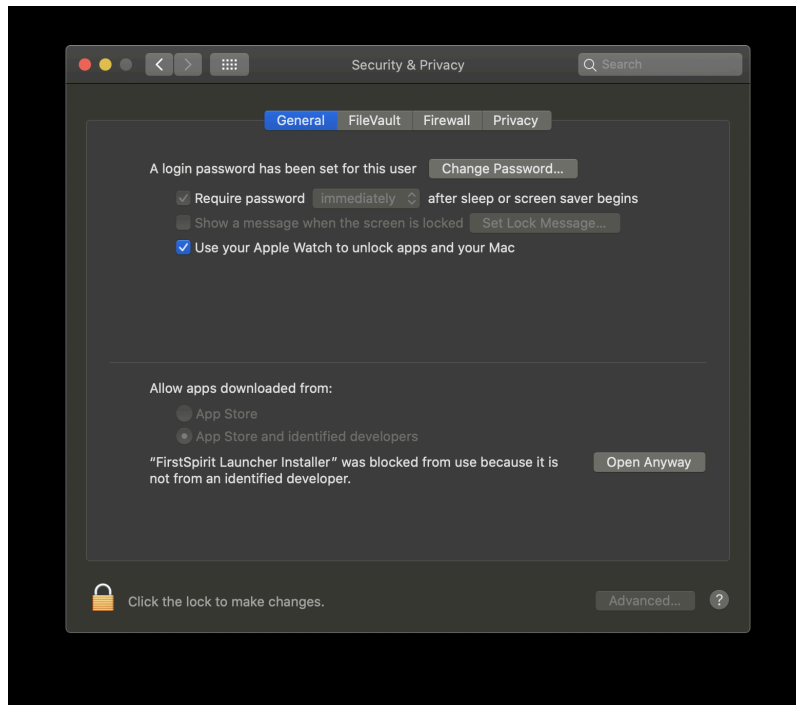 Security & Privacy
Search
General FileVault Firewall Privacy
A login password has been set for this user Change Password...
Require password immediately after sleep or screen saver begins
Show a message when the screen is locked Set Lock Message...
Use your Apple Watch to unlock apps and your Mac
Allow apps downloaded from:
App Store
App Store and identified developers
“FirstSpirit Launcher Installer” was blocked from use because it is
not from an identified developer.
Open Anyway
Click the lock to make changes.
Advanced... ?